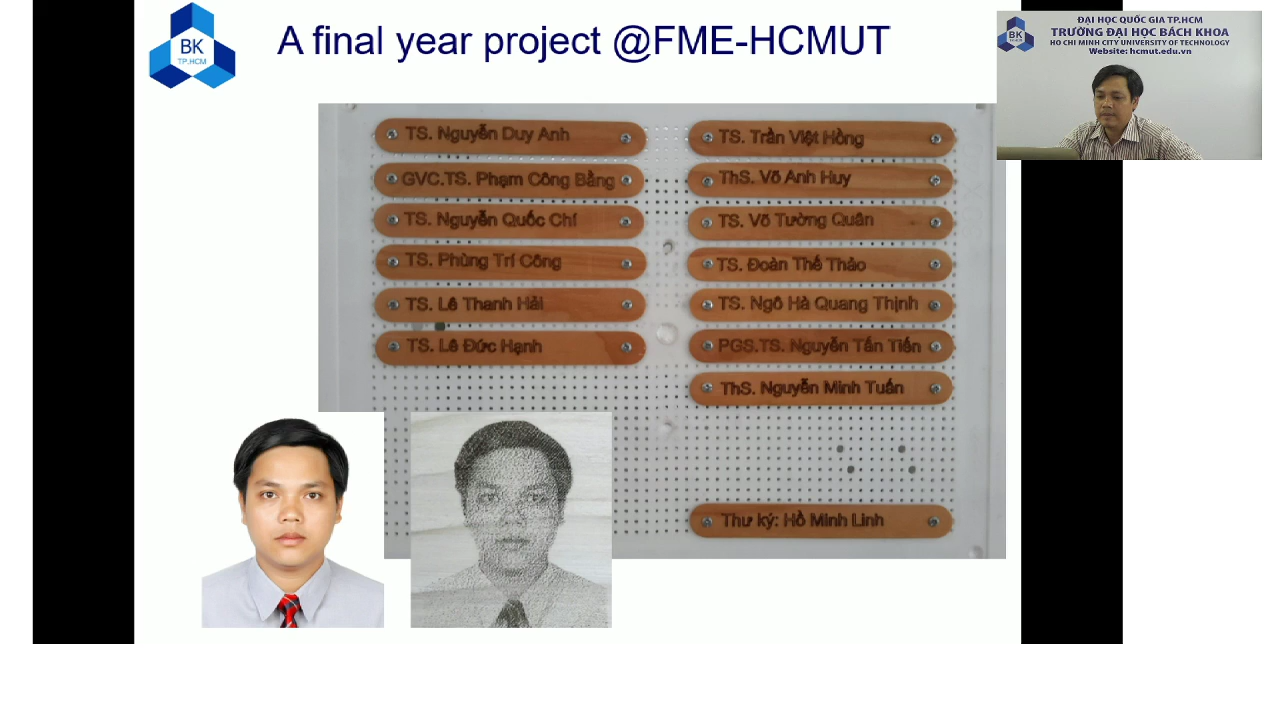 BK
TP.HCM
A final year project @FME-HCMUT
TS. Nguyễn Duy Anh
GVC.TS. Phạm Công Bằng
TS. Nguyễn Quốc Chí
TS. Phùng Trí Công
TS. Lê Thanh Hải
TS. Lê Đức Hạnh
TS. Trần Việt Hồng
ThS. Võ Anh Huy
TS. Võ Tường Quân
TS. Đoàn Thế Thảo
TS. Ngô Hà Quang Thịnh
PGS.TS. Nguyễn Tấn Tiến
ThS. Nguyễn Minh Tuấn
Thư ký: Hồ Minh Linh
BK
ĐẠI HỌC QUỐC GIA TP.HCM
TRƯỜNG ĐẠI HỌC BÁCH KHOA
HO CHI MINH CITY UNIVERSITY OF TECHNOLOGY
Website: hcmut.edu.vn